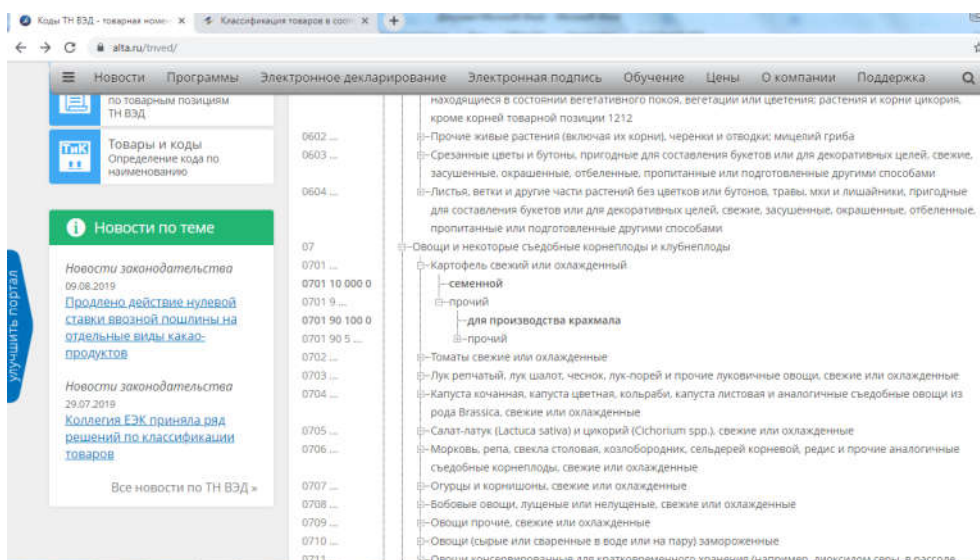 Коды ТН ВЭД - товарная номен
Классификация товаров в соотв
alta.ru/tnved/
Новости Программы Электронное декларирование Электронная подпись Обучение Цены О компании Поддержка
по товарным позициям
ТН ВЭД
ТиК
Товары и коды
Определение кода по
наименованию
Новости по теме
Новости законодательства
09.08.2019
Продлено действие нулевой
ставки ввозной пошлины на
отдельные виды какао-
продуктов
Новости законодательства
29.07.2019
Коллегия ЕЭК приняла ряд
решений по классификации
товаров
Все новости по ТН ВЭД »
улучшить портал
находящиеся в состоянии вегетативного покоя, вегетации или цветения; растения и корни цикория,
кроме корней товарной позиции 1212
0602 ... Прочие живые растения (включая их корни), черенки и отводки; мицелий гриба
0603 ... Срезанные цветы и бутоны, пригодные для составления букетов или для декоративных целей, свежие,
засушенные, окрашенные, отбеленные, пропитанные или подготовленные другими способами
0604 ... Листья, ветки и другие части растений без цветков или бутонов, травы, мхи и лишайники, пригодные
для составления букетов или для декоративных целей, свежие, засушенные, окрашенные, отбеленные,
пропитанные или подготовленные другими способами
07 Овощи и некоторые съедобные корнеплоды и клубнеплоды
0701 ... Картофель свежий или охлажденный
0701 10 000 0 семенной
0701 9 ... прочий
0701 90 100 0 для производства крахмала
0701 90 5 ... прочий
0702 ... Томаты свежие или охлажденные
0703 ... Лук репчатый, лук шалот, чеснок, лук-порей и прочие луковичные овощи, свежие или охлажденные
0704 ... Капуста кочанная, капуста цветная, кольраби, капуста листовая и аналогичные съедобные овощи из
рода Brassica, свежие или охлажденные
0705 ... Салат-латук (Lactuca sativa) и цикорий (Cichorium spp.), свежие или охлажденные
0706 ... Морковь, репа, свекла столовая, козлобородник, сельдерей корневой, редис и прочие аналогичные
съедобные корнеплоды, свежие или охлажденные
0707 ... Огурцы и корнишоны, свежие или охлажденные
0708 ... Бобовые овощи, лущеные или нелущеные, свежие или охлажденные
0709 ... Овощи прочие, свежие или охлажденные
0710 ... Овощи (сырые или сваренные в воде или на пару) замороженные
0711 ... Овощи консервированные для кратковременного хранения (например, диоксидом серы, в рассоле,